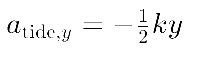 $a_{\text{tide},y} = -\frac{1}{2}ky$